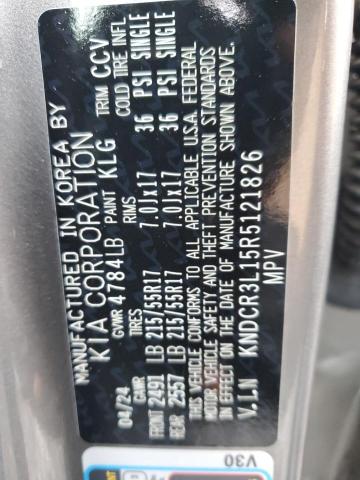 MANUFACTURED IN KOREA BY
KIA CORPORATION
04/24 GVWR 4784LB PAINT KLG TRIM CCV
GAWR TIRES RIMS COLD TIRE INFL
FRONT 2491 LB 215/55R17 7.0Jx17 36 PSI SINGLE
REAR 2557 LB 215/55R17 7.0Jx17 36 PSI SINGLE
THIS VEHICLE CONFORMS TO ALL APPLICABLE U.S.A. FEDERAL
MOTOR VEHICLE SAFETY AND THEFT PREVENTION STANDARDS
IN EFFECT ON THE DATE OF MANUFACTURE SHOWN ABOVE.
V.I.N KNDCR3L15R5121826
MPV
V30